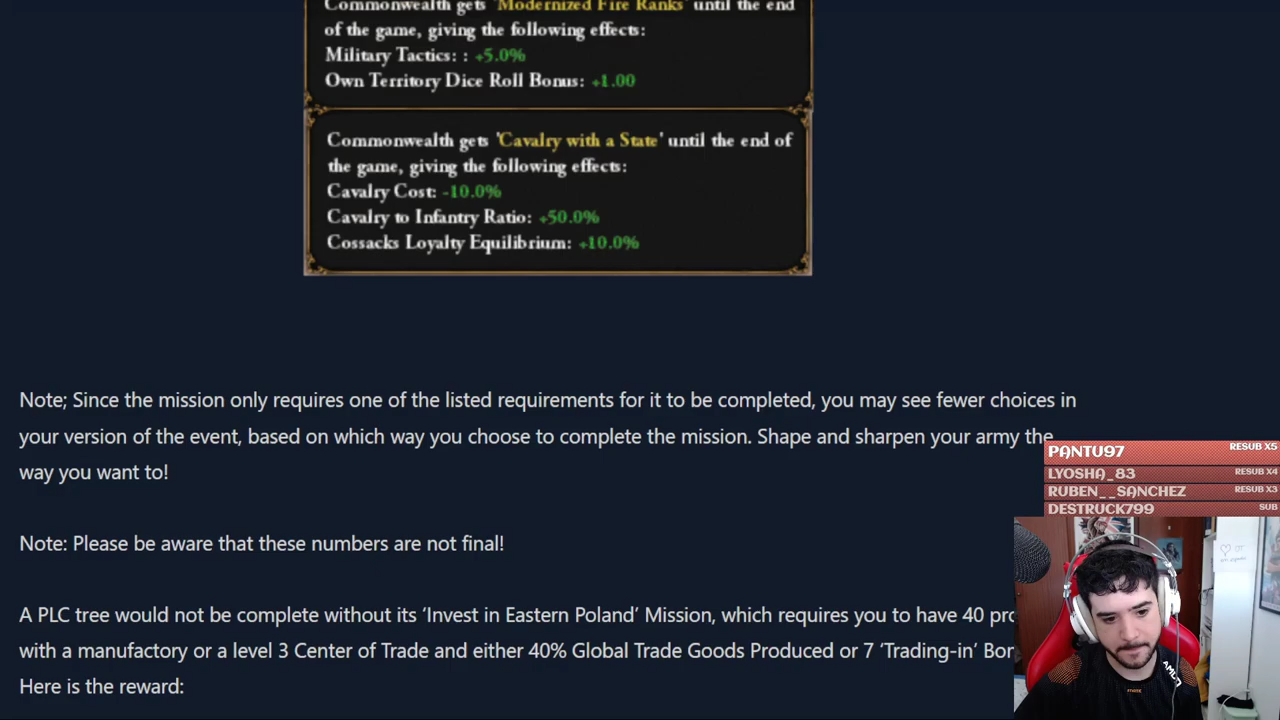 Commonwealth gets 'Modernized Fire Ranks' until the end
of the game, giving the following effects:
Military Tactics: : +5.0%
Own Territory Dice Roll Bonus: +1.00
Commonwealth gets 'Cavalry with a State' until the end of
the game, giving the following effects:
Cavalry Cost: -10.0%
Cavalry to Infantry Ratio: +50.0%
Cossacks Loyalty Equilibrium: +10.0%
Note; Since the mission only requires one of the listed requirements for it to be completed, you may see fewer choices in
your version of the event, based on which way you choose to complete the mission. Shape and sharpen your army the
way you want to!
PANTU97 RESUB X5
LYOSHA_83 RESUB X4
RUBEN__SANCHEZ RESUB X3
DESTRUCK799 SUB
Note: Please be aware that these numbers are not final!
A PLC tree would not be complete without its ‘Invest in Eastern Poland’ Mission, which requires you to have 40
with a manufactory or a level 3 Center of Trade and either 40% Global Trade Goods Produced or 7 ‘Trading-in’
Here is the reward: